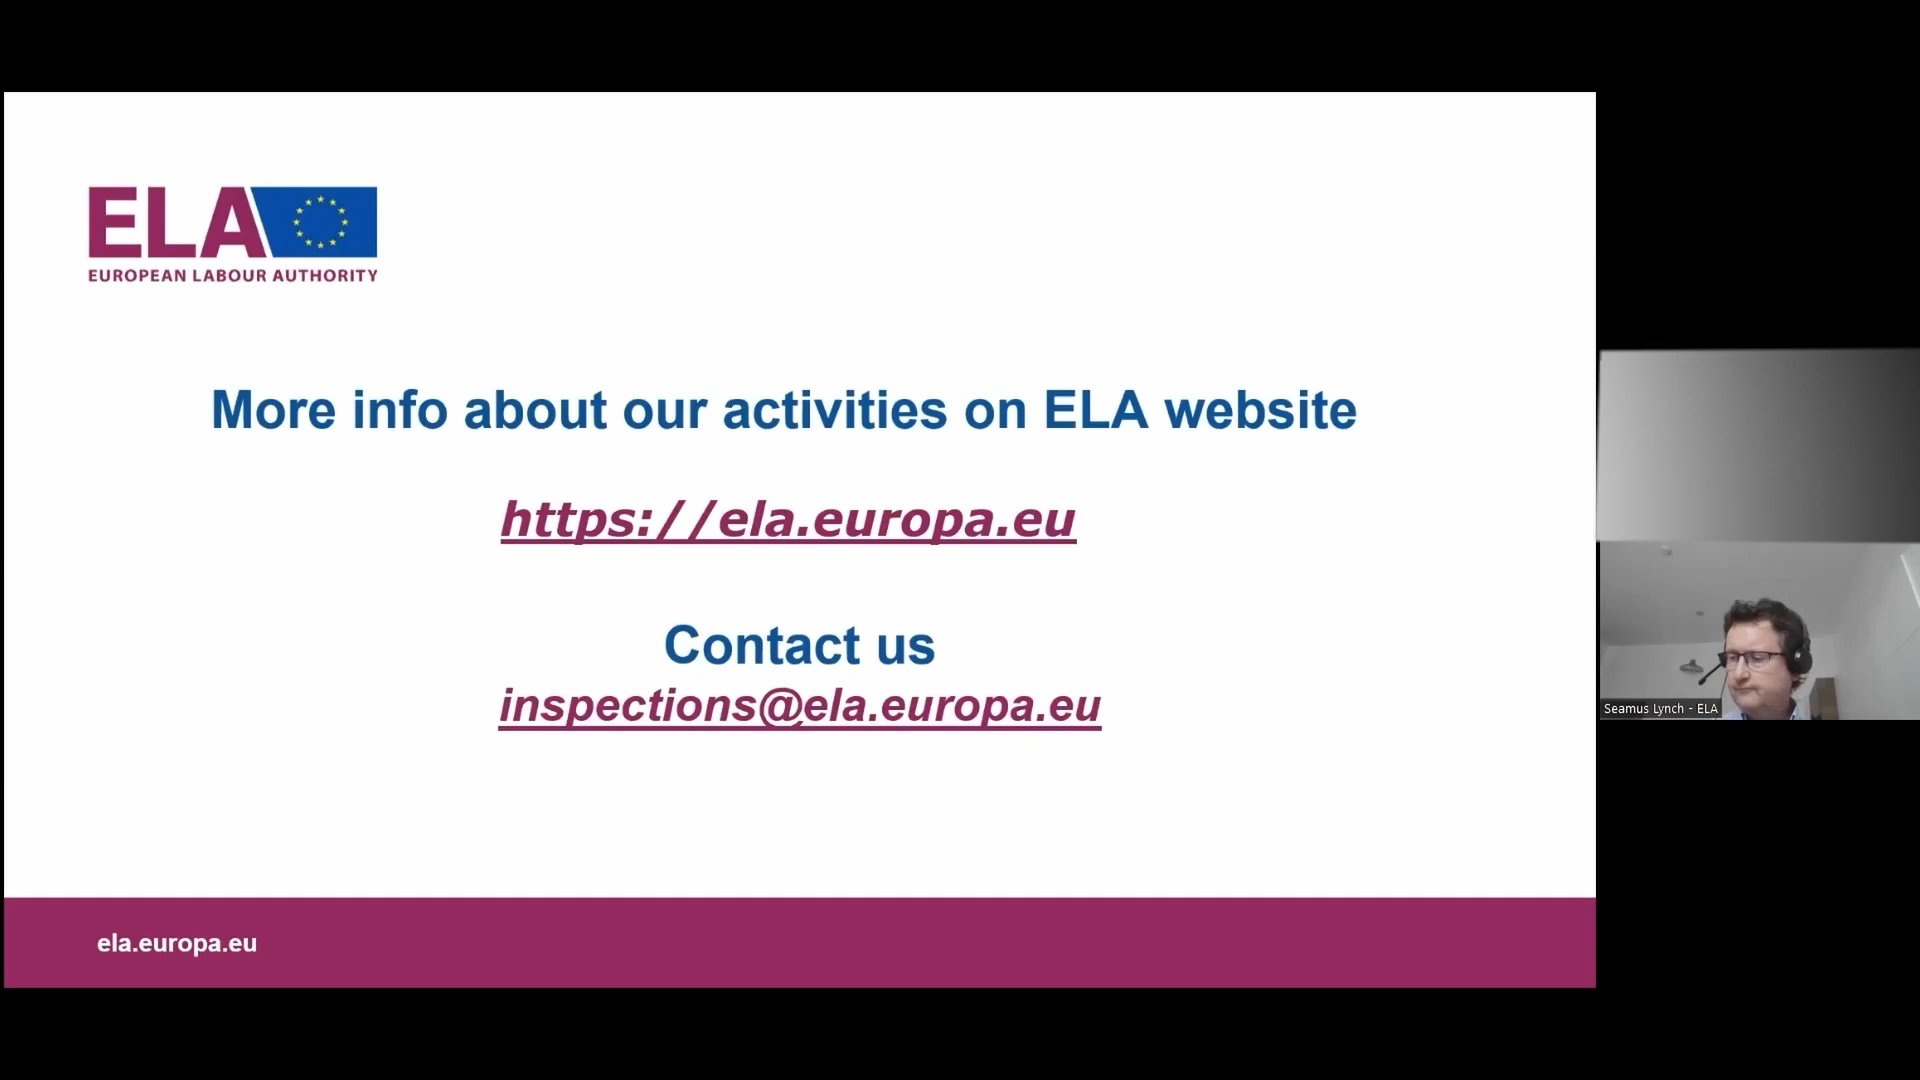 ELA
EUROPEAN LABOUR AUTHORITY
More info about our activities on ELA website
https://ela.europa.eu
Contact us
inspections@ela.europa.eu
Seamus Lynch - ELA
ela.europa.eu